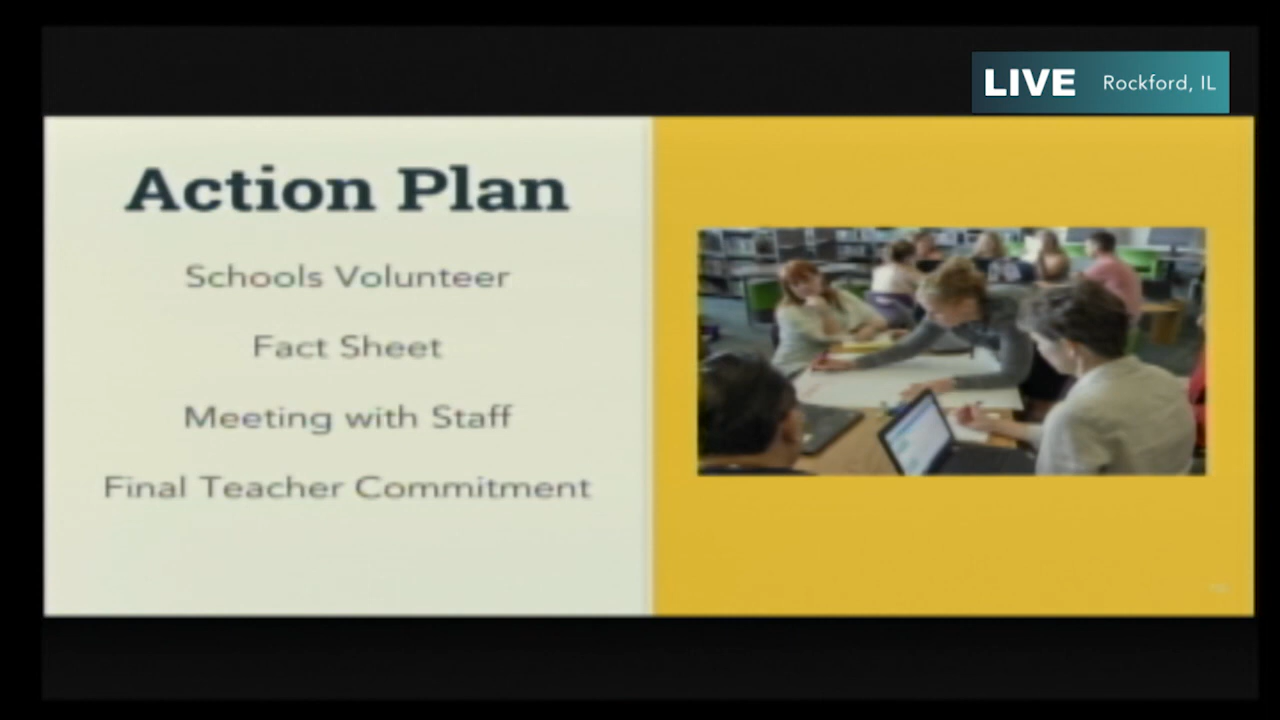 LIVE Rockford, IL
Action Plan
Schools Volunteer
Fact Sheet
Meeting with Staff
Final Teacher Commitment